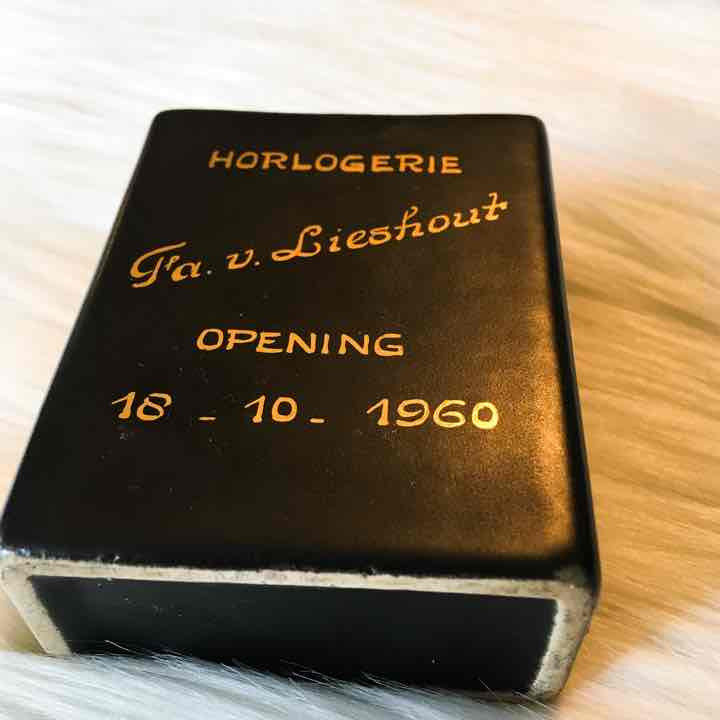 HORLOGERIE
Fa. v. Lieshout
OPENING
18 - 10 - 1960